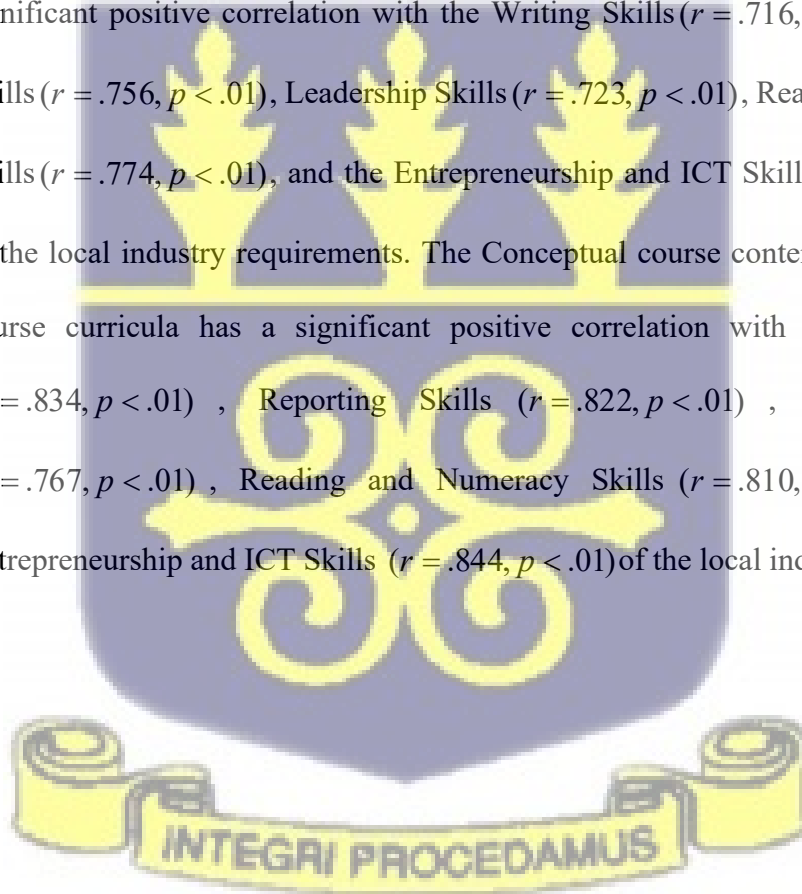 nificant positive correlation with the Writing Skills (r = .716,
ills (r = .756, p < .01), Leadership Skills (r = .723, p < .01), Rea
ills (r = .774, p < .01), and the Entrepreneurship and ICT Skill
the local industry requirements. The Conceptual course conte
urse curricula has a significant positive correlation with
= .834, p < .01) , Reporting Skills (r = .822, p < .01) ,
= .767, p < .01) , Reading and Numeracy Skills (r = .810,
trepreneurship and ICT Skills (r = .844, p < .01) of the local ind
INTEGRI PROCEDAMUS